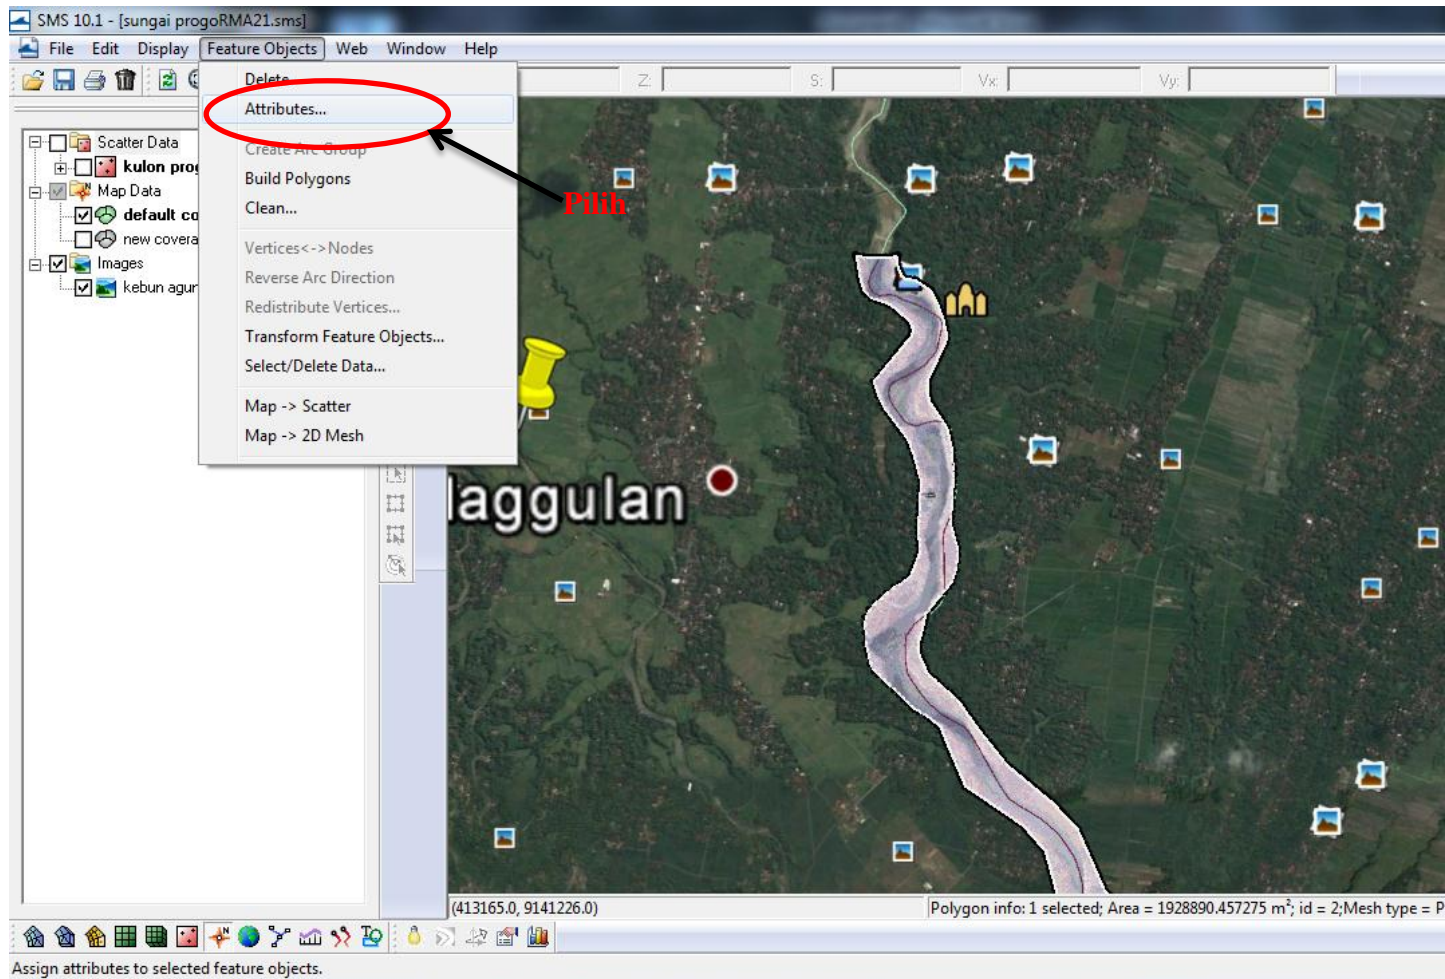 SMS 10.1 - [sungai progoRMA21.sms]
File Edit Display Feature Objects Web Window Help
Delete
Z: S: Vx: Vy:
Attributes...
Create Arc Group
Build Polygons
Clean...
Vertices<->Nodes
Reverse Arc Direction
Redistribute Vertices...
Transform Feature Objects...
Select/Delete Data...
Map -> Scatter
Map -> 2D Mesh
Scatter Data
kulon prog
Map Data
default co
new covera
Images
kebun agun
Pilih
laggulan
(413165.0, 9141226.0)
Polygon info: 1 selected; Area = 1928890.457275 m²; id = 2;Mesh type = P
Assign attributes to selected feature objects.